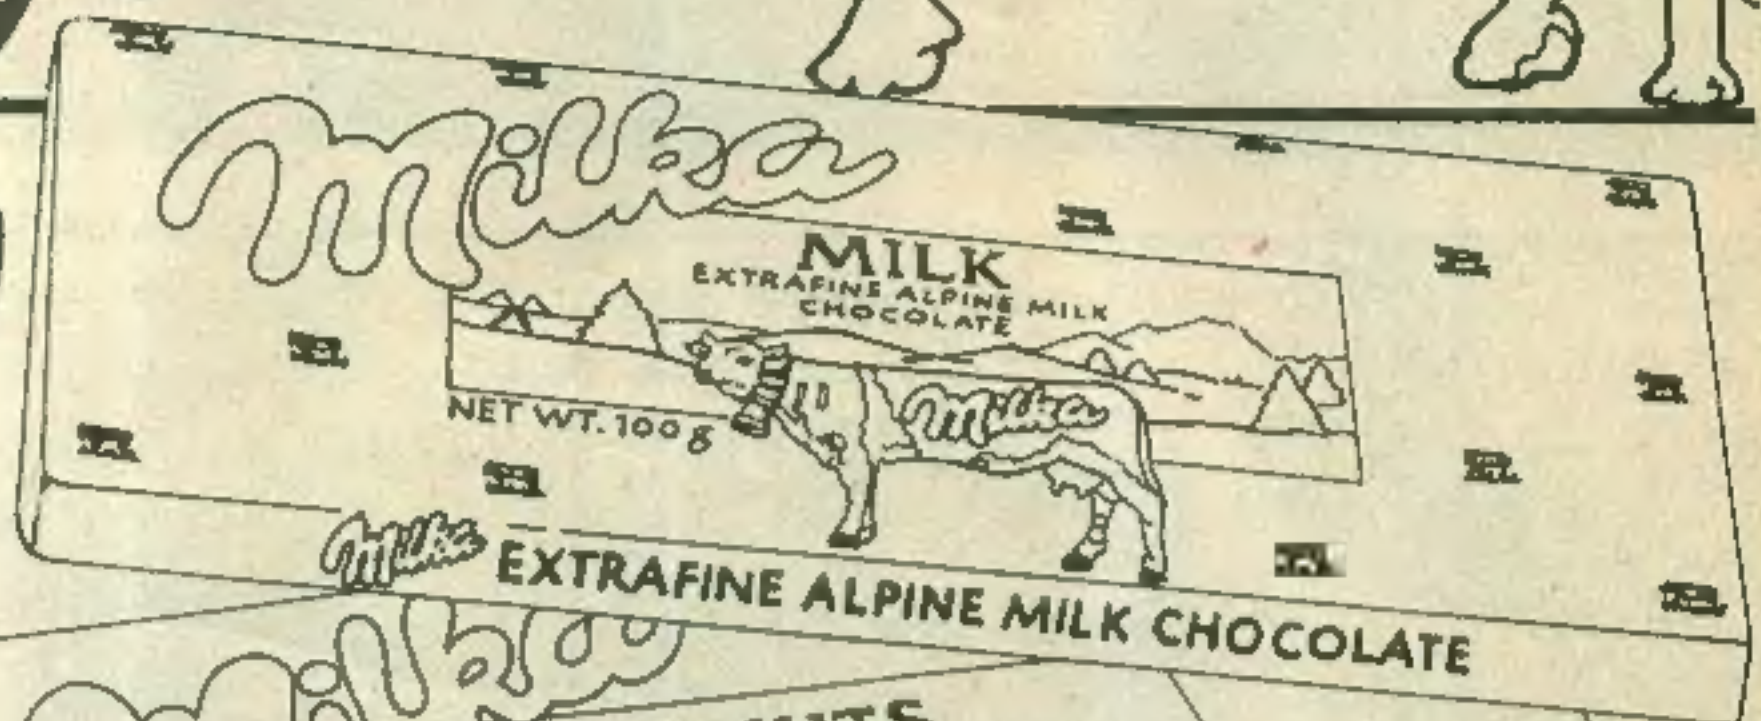 Milka
MILK
EXTRAFINE ALPINE MILK
CHOCOLATE
Milka
NET WT. 100 g
Milka EXTRAFINE ALPINE MILK CHOCOLATE
Milka